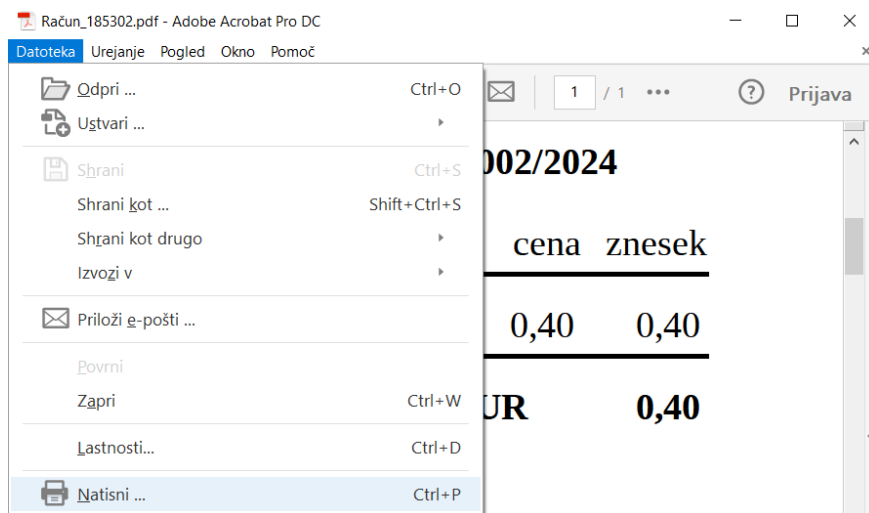 Račun_185302.pdf - Adobe Acrobat Pro DC
Datoteka Urejanje Pogled Okno Pomoč
Odpri ... Ctrl+O
Ustvari ...
Shrani Ctrl+S
Shrani kot ... Shift+Ctrl+S
Shrani kot drugo
Izvozi v
Priloži e-pošti ...
Povrni
Zapri Ctrl+W
Lastnosti... Ctrl+D
Natisni ... Ctrl+P
1 / 1 ••• Prijava
002/2024
cena znesek
0,40 0,40
UR 0,40